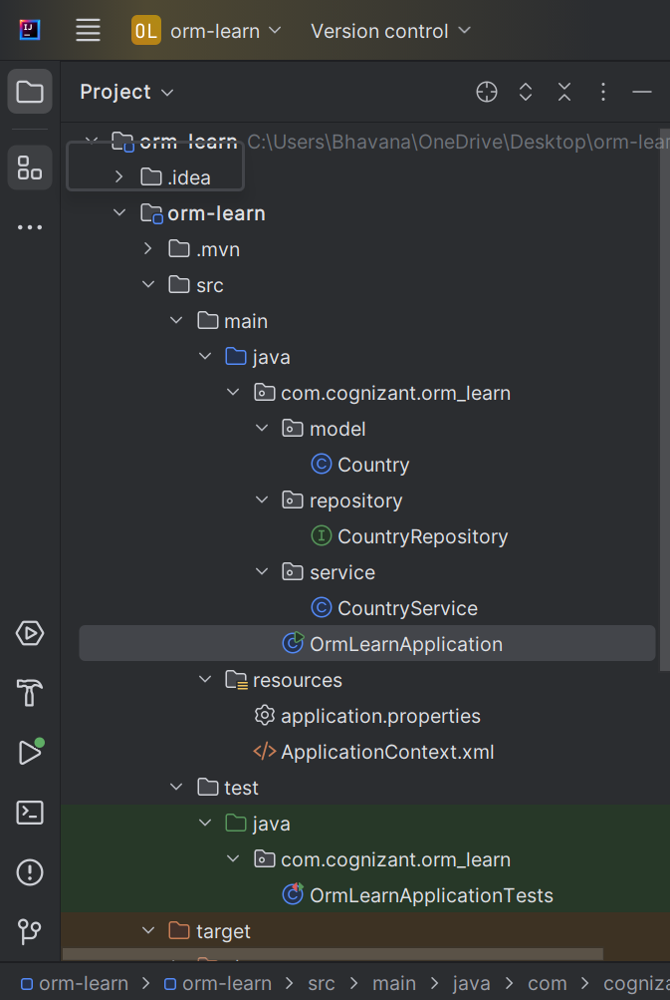 OL orm-learn Version control
Project
orm-learn C:\Users\Bhavana\OneDrive\Desktop\orm-lear
.idea
orm-learn
.mvn
src
main
java
com.cognizant.orm_learn
model
Country
repository
CountryRepository
service
CountryService
OrmLearnApplication
resources
application.properties
ApplicationContext.xml
test
java
com.cognizant.orm_learn
OrmLearnApplicationTests
target
orm-learn > orm-learn > src > main > java > com > cogniza